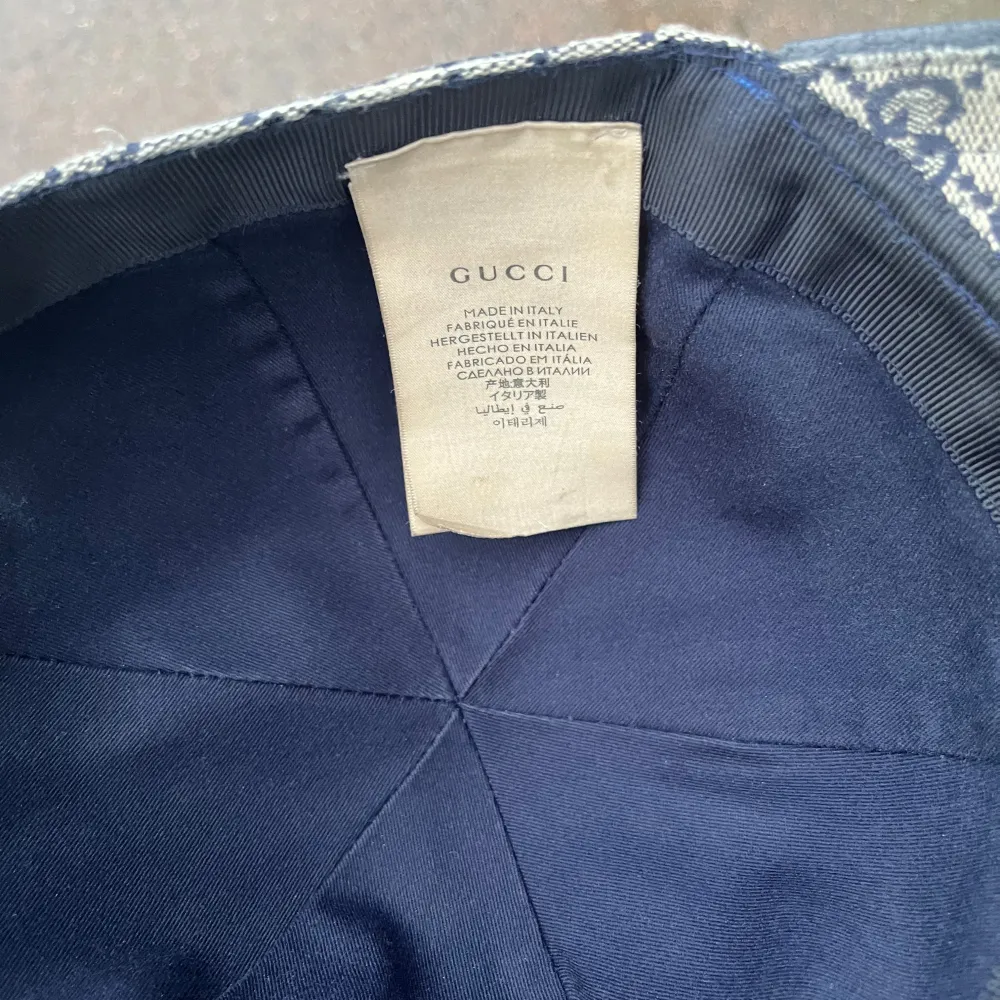 GUCCI
MADE IN ITALY
FABRIQUÉ EN ITALIE
HERGESTELLT IN ITALIEN
HECHO EN ITALIA
FABRICADO EM ITÁLIA
СДЕЛАНО В ИТАЛИИ
产地:意大利
イタリア製
صنع في إيطاليا
이태리제